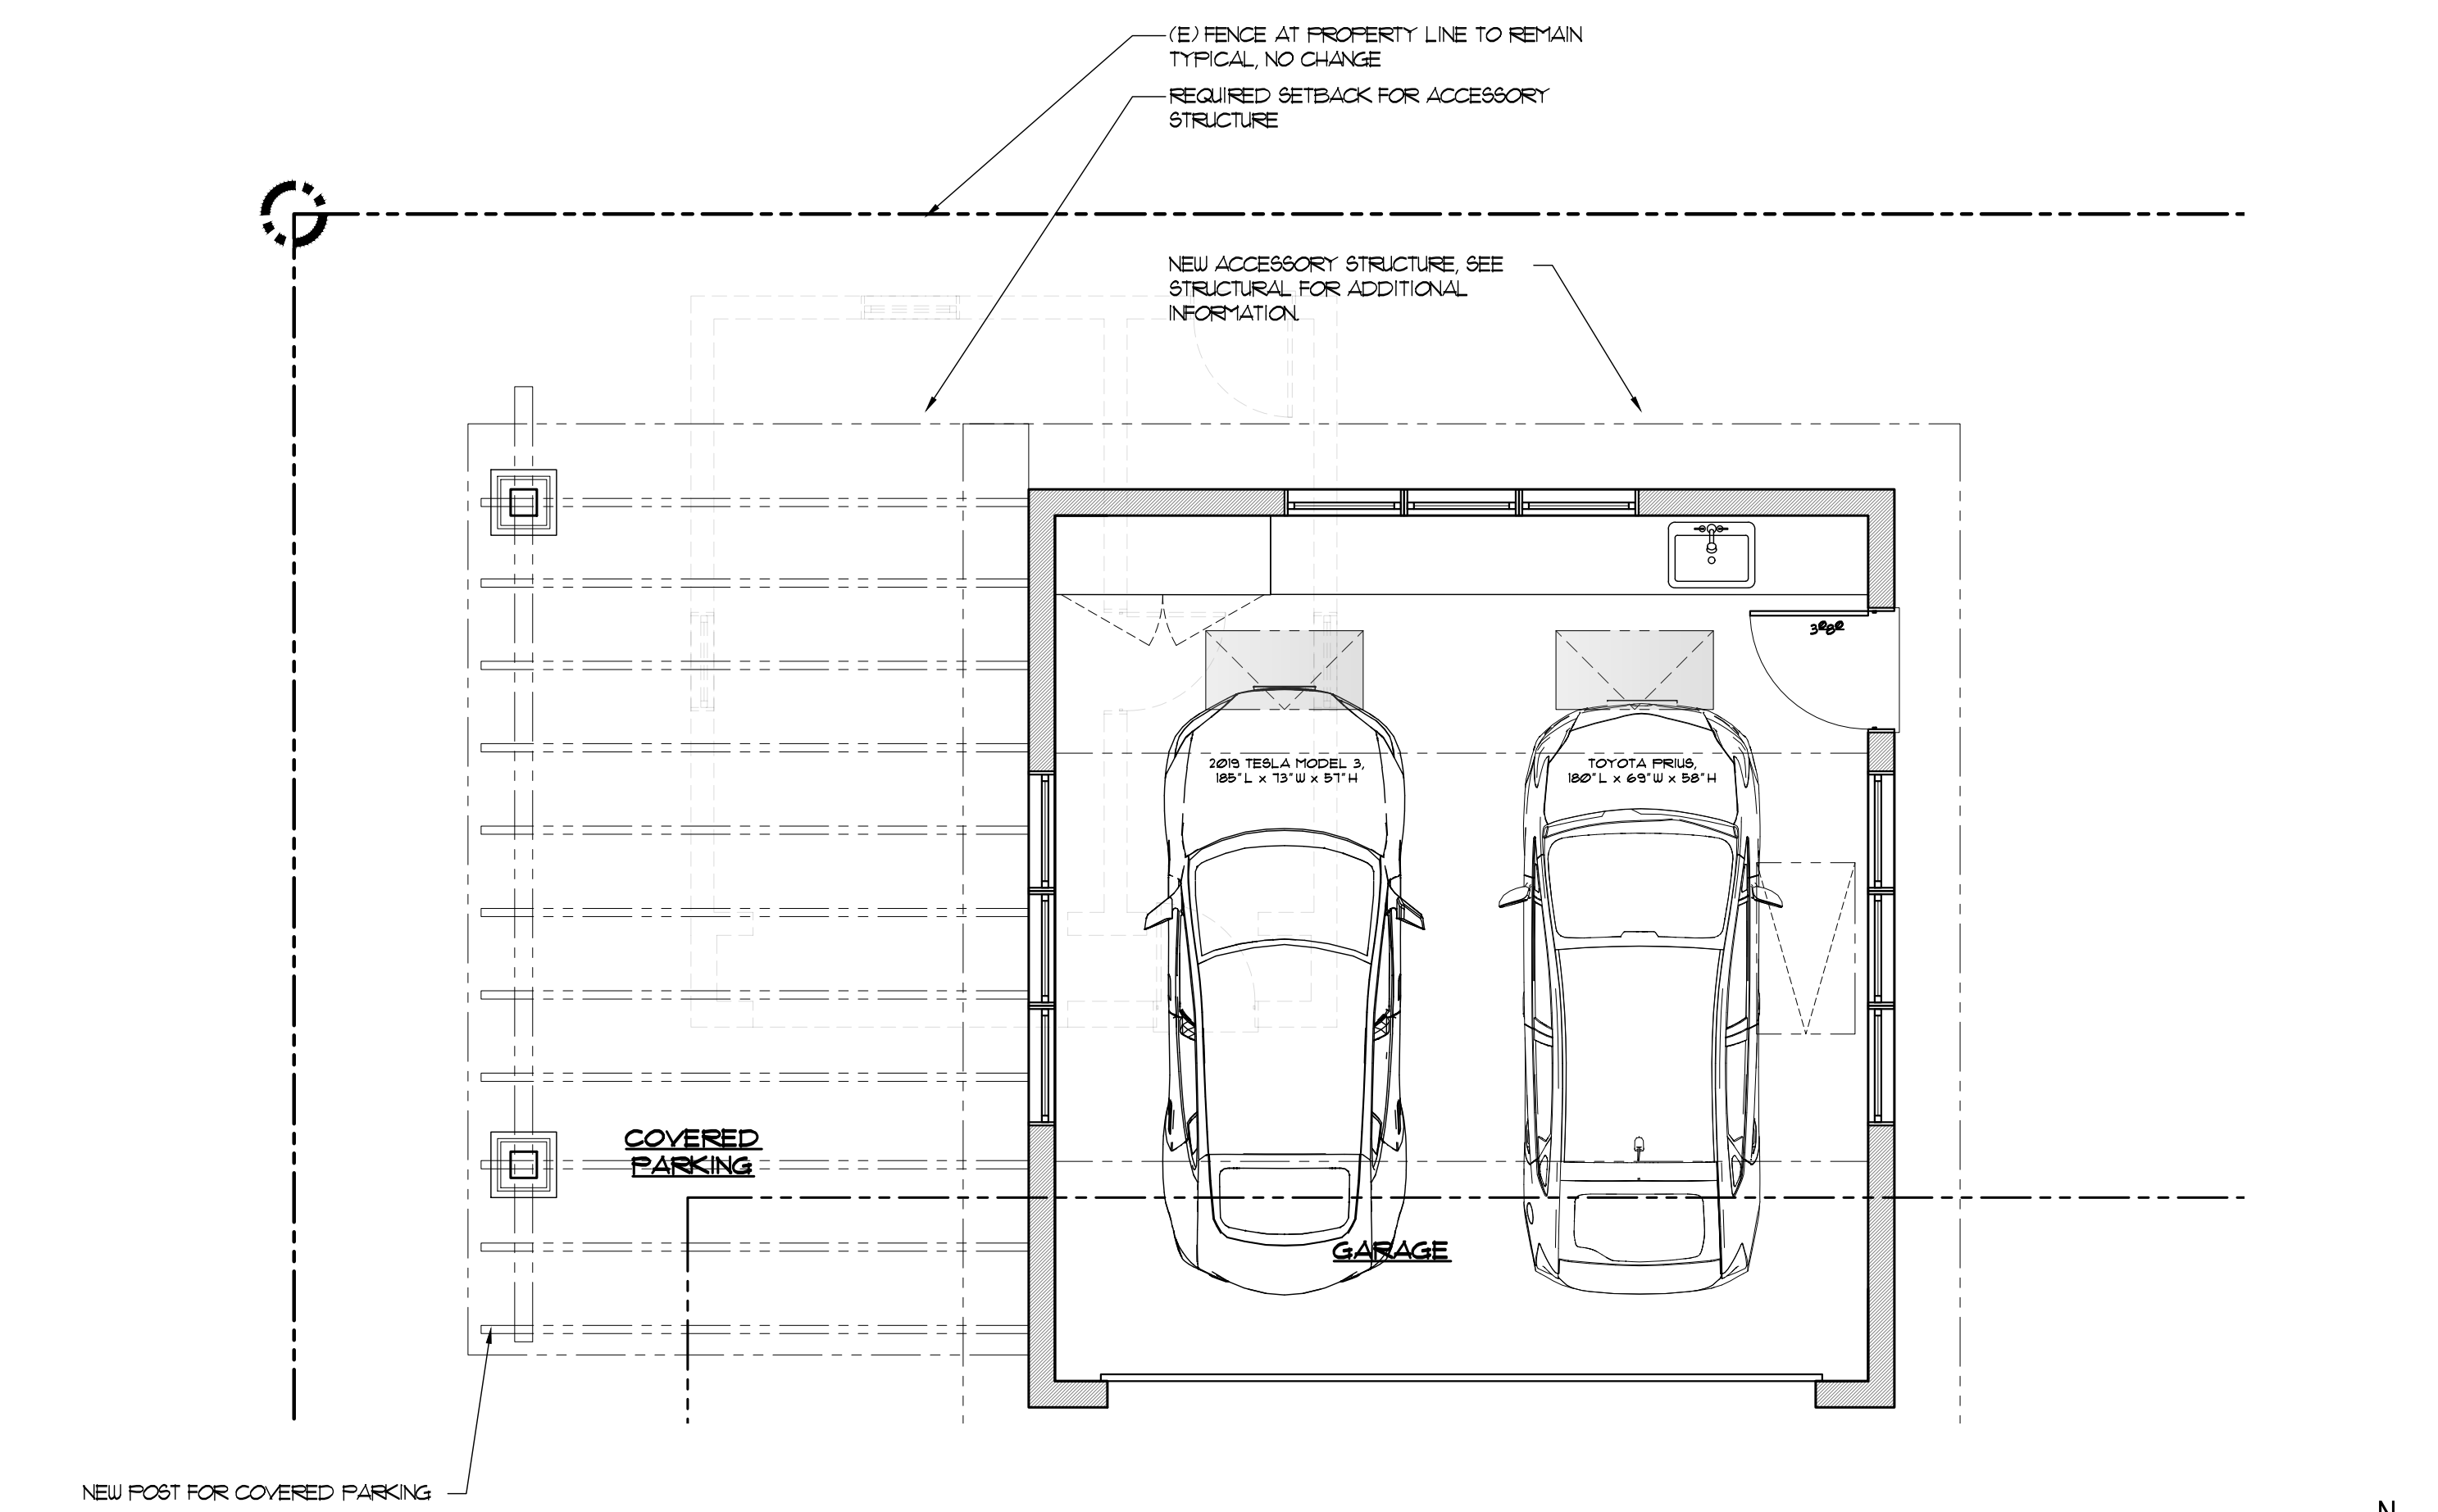 (E) FENCE AT PROPERTY LINE TO REMAIN
TYPICAL, NO CHANGE
REQUIRED SETBACK FOR ACCESSORY
STRUCTURE
NEW ACCESSORY STRUCTURE, SEE
STRUCTURAL FOR ADDITIONAL
INFORMATION.
3080
2019 TESLA MODEL 3,
185"L x 73"W x 57"H
TOYOTA PRIUS,
180"L x 69"W x 58"H
COVERED
PARKING
GARAGE
NEW POST FOR COVERED PARKING
N